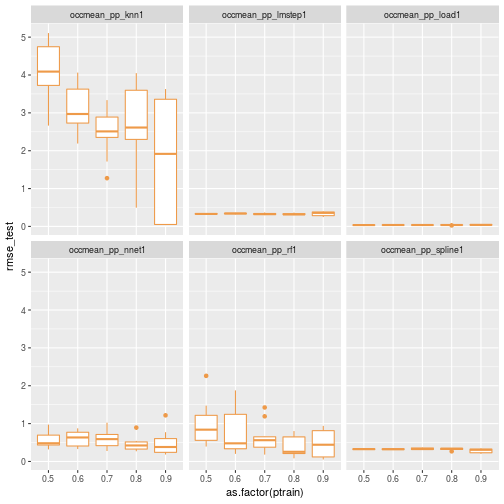 occmean_pp_knn1 occmean_pp_lmstep1 occmean_pp_load1
5
4
3
2
1
0
rmse_test
occmean_pp_nnet1 occmean_pp_rf1 occmean_pp_spline1
5
4
3
2
1
0
0.5 0.6 0.7 0.8 0.9 0.5 0.6 0.7 0.8 0.9 0.5 0.6 0.7 0.8 0.9
as.factor(ptrain)